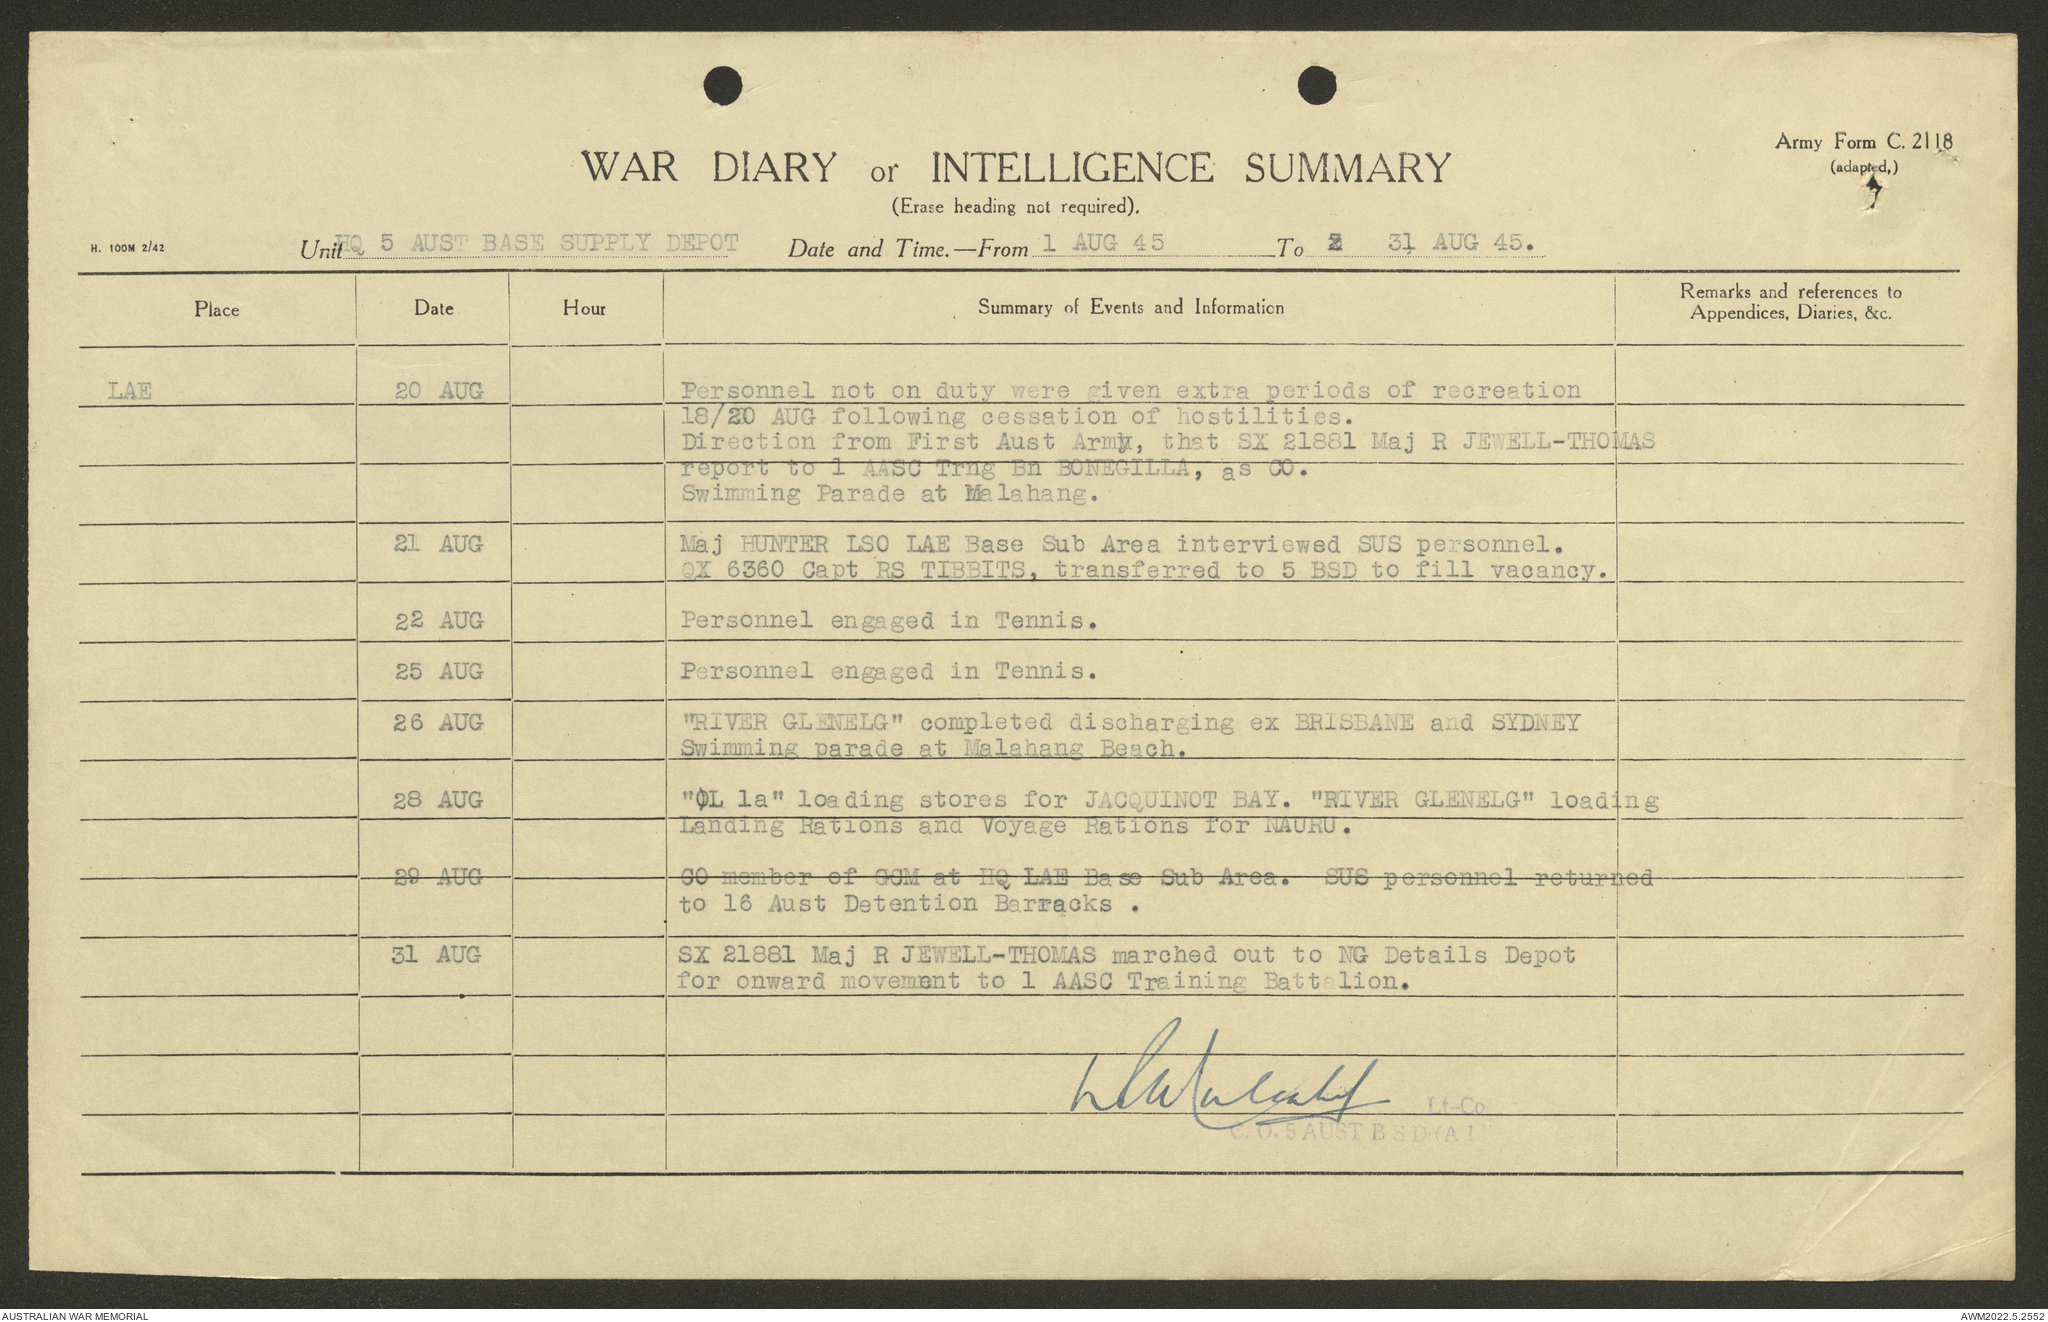 Army Form C. 2118
(adapted,)
WAR DIARY or INTELLIGENCE SUMMARY
(Erase heading not required).
H. 100M 2/42
Unit HQ 5 AUST BASE SUPPLY DEPOT Date and Time.—From 1 AUG 45 To 31 AUG 45.
Place Date Hour Summary of Events and Information Remarks and references to
Appendices, Diaries, &c.
LAE 20 AUG Personnel not on duty were given extra periods of recreation
18/20 AUG following cessation of hostilities.
Direction from First Aust Army, that SX 21881 Maj R JEWELL-THOMAS
report to 1 AASC Trng Bn BONEGILLA, as CO.
Swimming Parade at Malahang.
21 AUG Maj HUNTER LSO LAE Base Sub Area interviewed SUS personnel.
QX 6360 Capt RS TIBBITS, transferred to 5 BSD to fill vacancy.
22 AUG Personnel engaged in Tennis.
25 AUG Personnel engaged in Tennis.
26 AUG "RIVER GLENELG" completed discharging ex BRISBANE and SYDNEY
Swimming parade at Malahang Beach.
28 AUG "OL la" loading stores for JACQUINOT BAY. "RIVER GLENELG" loading
Landing Rations and Voyage Rations for NAURU.
29 AUG CO member of GCM at HQ LAE Base Sub Area. SUS personnel returned
to 16 Aust Detention Barracks .
31 AUG SX 21881 Maj R JEWELL-THOMAS marched out to NG Details Depot
for onward movement to 1 AASC Training Battalion.
Lt-Co
C. O. 5 AUST B S D (A I
AUSTRALIAN WAR MEMORIAL AWM2022.5.2552